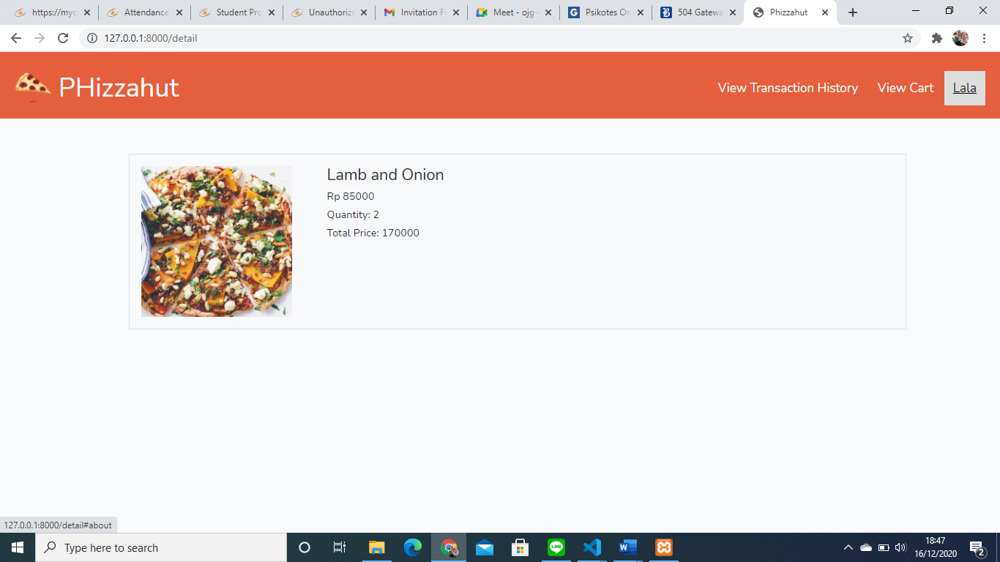 https://myc
Attendance
Student Pro
Unauthorize
Invitation Fr
Meet - ojg-
Psikotes On
504 Gatewa
Phizzahut
127.0.0.1:8000/detail
PHizzahut
View Transaction History
View Cart
Lala
Lamb and Onion
Rp 85000
Quantity: 2
Total Price: 170000
127.0.0.1:8000/detail#about
Type here to search
LINE
18:47
16/12/2020
2